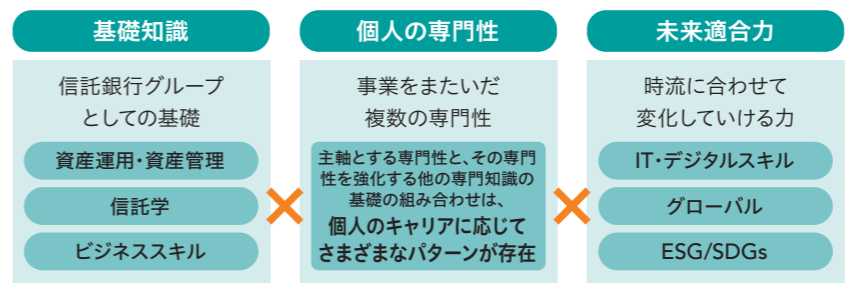 基礎知識
信託銀行グループ
としての基礎
資産運用・資産管理
信託学
ビジネススキル
×
個人の専門性
事業をまたいだ
複数の専門性
主軸とする専門性と、その専門
性を強化する他の専門知識の
基礎の組み合わせは、
個人のキャリアに応じて
さまざまなパターンが存在
×
未来適合力
時流に合わせて
変化していける力
IT・デジタルスキル
グローバル
ESG/SDGs